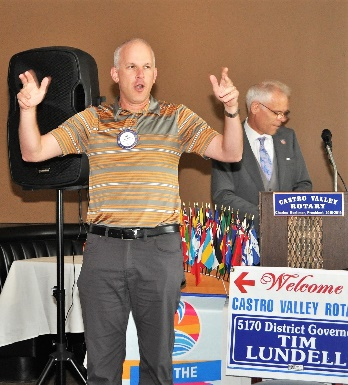 CASTRO VALLEY
ROTARY
Welcome
CASTRO VALLEY ROTA
5170 District Governo
TIM
LUNDELL
THE